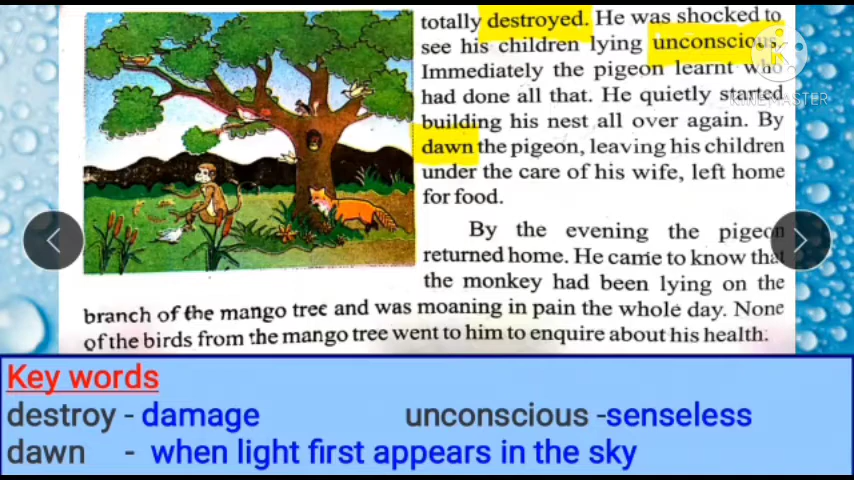 totally destroyed. He was shocked to
see his children lying unconscious.
Immediately the pigeon learnt who
had done all that. He quietly started
building his nest all over again. By
dawn the pigeon, leaving his children
under the care of his wife, left home
for food.
By the evening the pigeon
returned home. He came to know that
the monkey had been lying on the
branch of the mango tree and was moaning in pain the whole day. None
of the birds from the mango tree went to him to enquire about his health.
KINEMASTER
Key words
destroy - damage unconscious -senseless
dawn - when light first appears in the sky